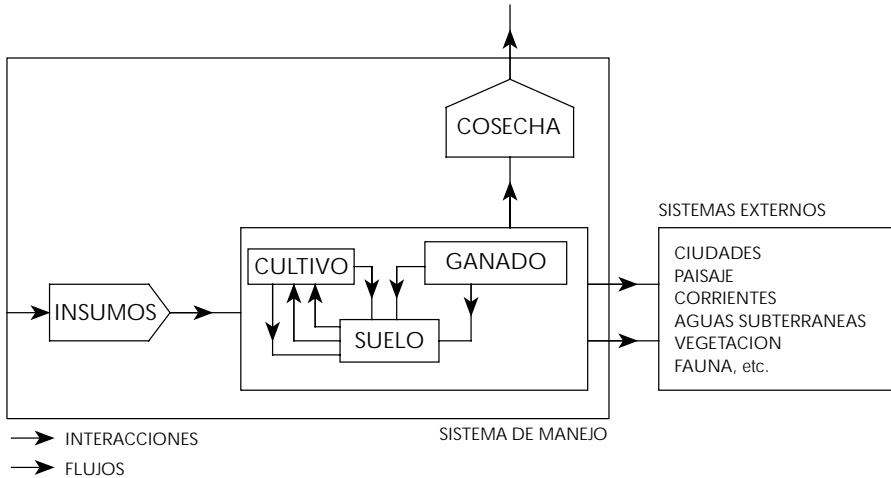 COSECHA
SISTEMAS EXTERNOS
CIUDADES
PAISAJE
CORRIENTES
AGUAS SUBTERRANEAS
VEGETACION
FAUNA, etc.
CULTIVO
GANADO
INSUMOS
SUELO
SISTEMA DE MANEJO
INTERACCIONES
FLUJOS